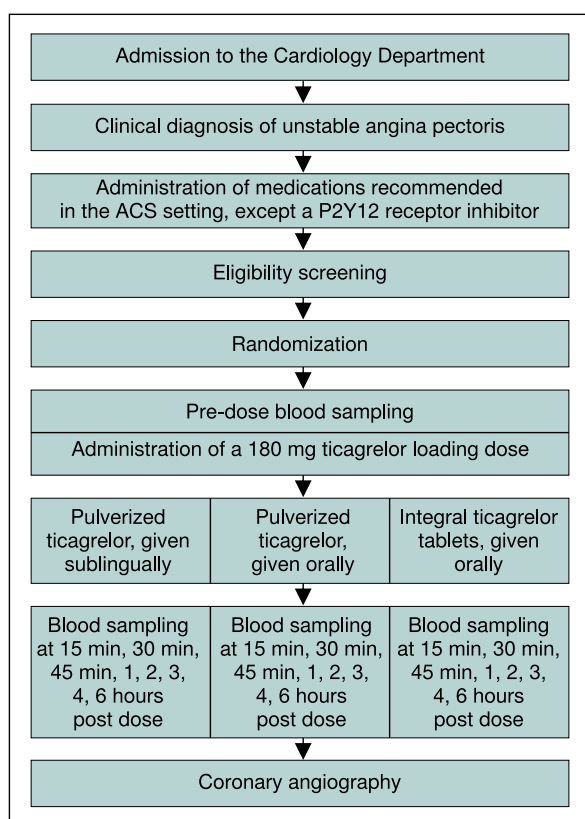 Admission to the Cardiology Department
Clinical diagnosis of unstable angina pectoris
Administration of medications recommended
in the ACS setting, except a P2Y12 receptor inhibitor
Eligibility screening
Randomization
Pre-dose blood sampling
Administration of a 180 mg ticagrelor loading dose
Pulverized
ticagrelor, given
sublingually
Pulverized
ticagrelor,
given orally
Integral ticagrelor
tablets, given
orally
Blood sampling
at 15 min, 30 min,
45 min, 1, 2, 3,
4, 6 hours
post dose
Blood sampling
at 15 min, 30 min,
45 min, 1, 2, 3,
4, 6 hours
post dose
Blood sampling
at 15 min, 30 min,
45 min, 1, 2, 3,
4, 6 hours
post dose
Coronary angiography